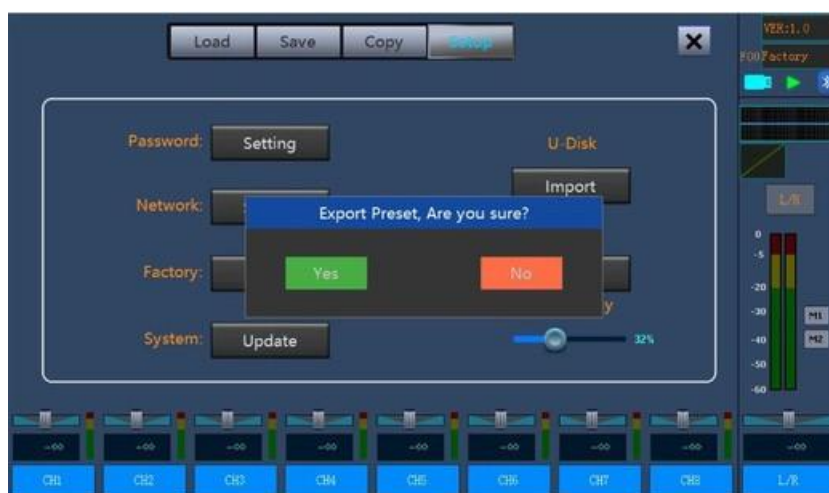 Load Save Copy Setup
VER:1.0
F00Factory
Password: Setting
U-Disk
Import
Network:
Export Preset, Are you sure?
Yes No
Factory:
System: Update
32%
L/R
0
-5
-20
-30
-40
-50
-60
M1
M2
-∞ -∞ -∞ -∞ -∞ -∞ -∞ -∞ -∞
CH1 CH2 CH3 CH4 CH5 CH6 CH7 CH8 L/R